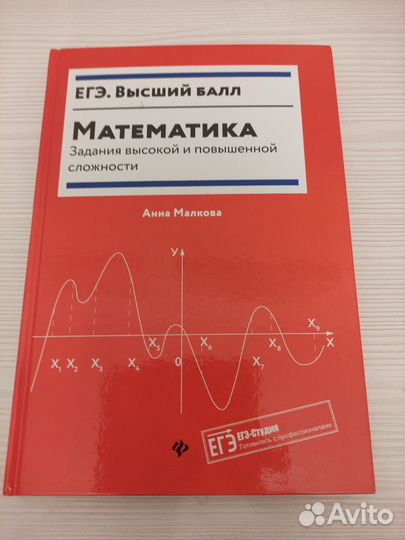 ЕГЭ. Высший балл
Математика
Задания высокой и повышенной
сложности
Анна Малкова
У
X₁ X₂ X₃ X₄ X₅ 0 X₆ X₇ X₈ X₉ X
ЕГЭ ЕГЭ-Студия
Готовьтесь с профессионалами
Avito